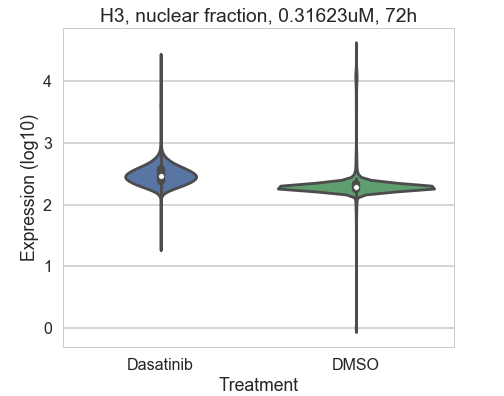 H3, nuclear fraction, 0.31623uM, 72h
Expression (log10)
4
3
2
1
0
Dasatinib DMSO
Treatment